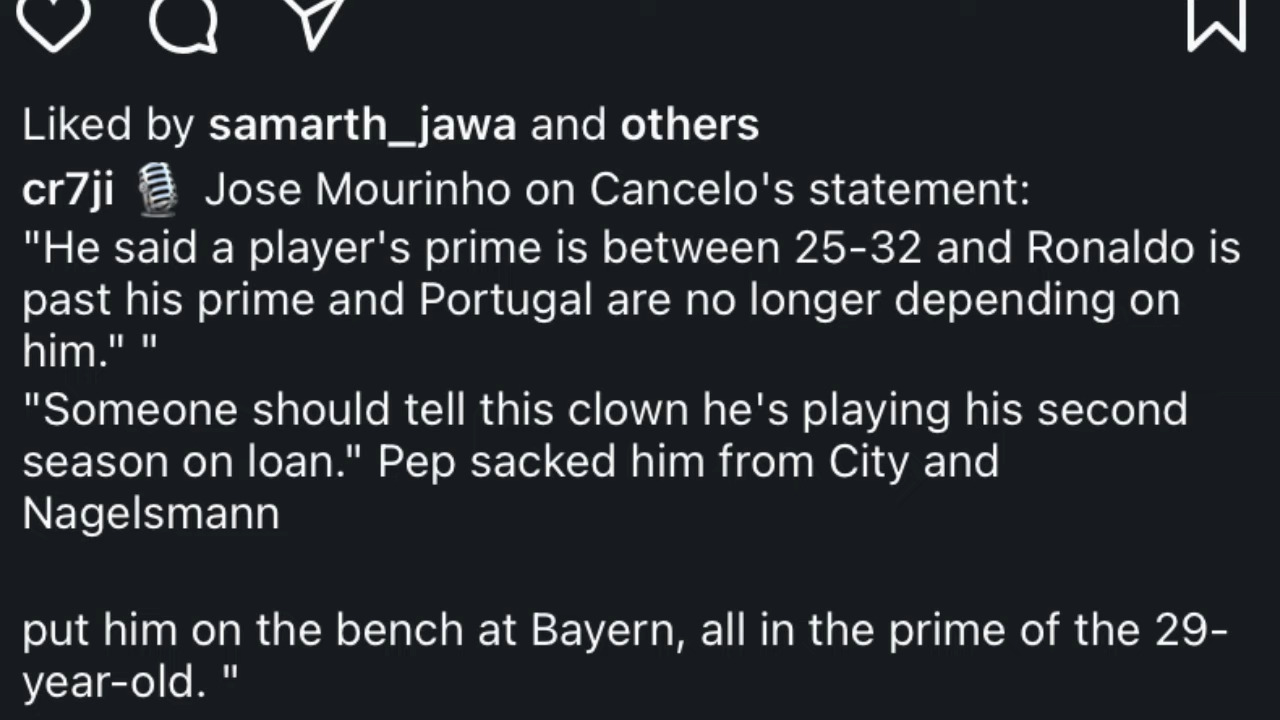 Liked by samarth_jawa and others
cr7ji 🎙 Jose Mourinho on Cancelo's statement:
"He said a player's prime is between 25-32 and Ronaldo is
past his prime and Portugal are no longer depending on
him." "
"Someone should tell this clown he's playing his second
season on loan." Pep sacked him from City and
Nagelsmann
put him on the bench at Bayern, all in the prime of the 29-
year-old. "